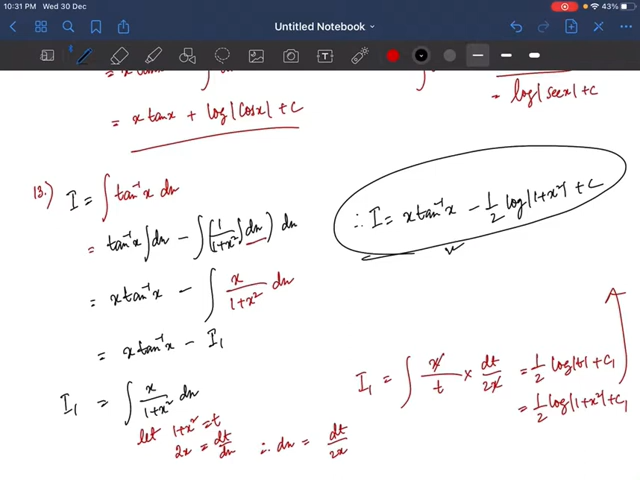 10:31 PM Wed 30 Dec
43%
Untitled Notebook
= x tanx + log|cosx| + C
= log|secx| + C
13.) I = ∫ tan⁻¹x dx
= tan⁻¹x ∫dx − ∫(1/(1+x²) ∫dx) dx
= x tan⁻¹x − ∫ x/(1+x²) dx
= x tan⁻¹x − I₁
I₁ = ∫ x/(1+x²) dx
let 1+x² = t
2x = dt/dx ∴ dx = dt/2x
∴ I = x tan⁻¹x − 1/2 log|1+x²| + C
I₁ = ∫ x/t × dt/2x = 1/2 log|t| + C₁
= 1/2 log|1+x²| + C₁